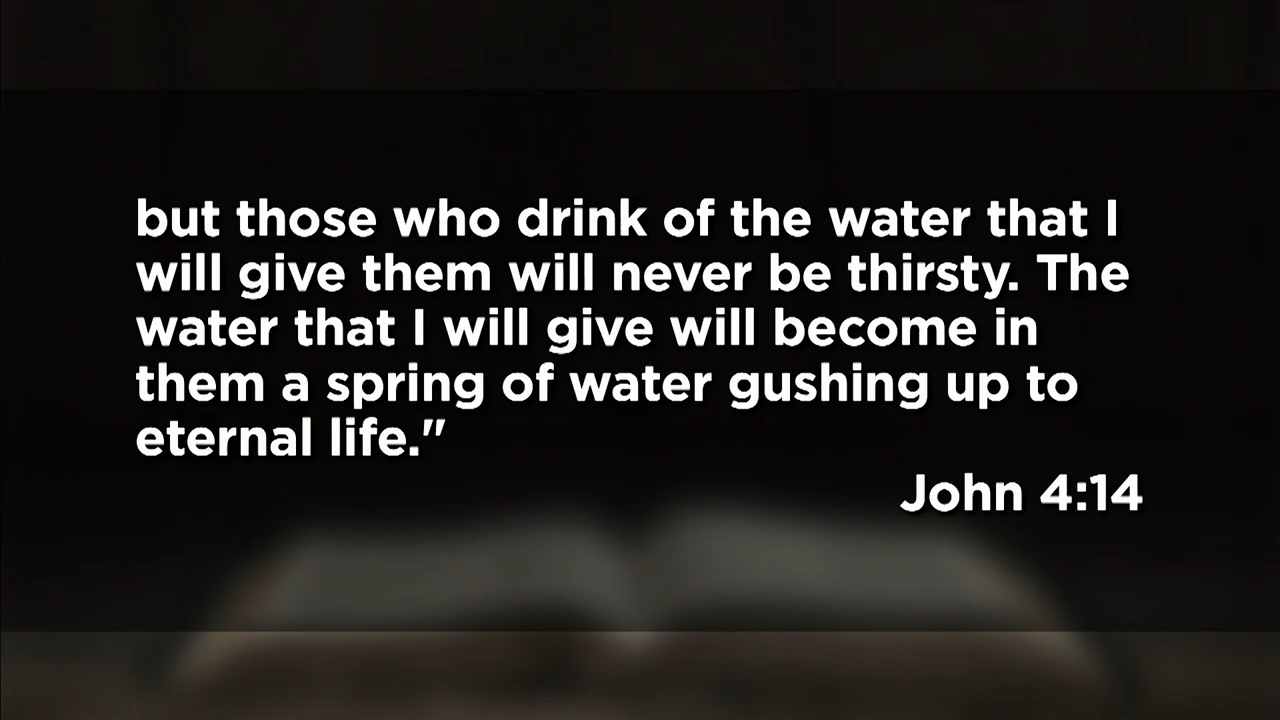 but those who drink of the water that I
will give them will never be thirsty. The
water that I will give will become in
them a spring of water gushing up to
eternal life."
John 4:14